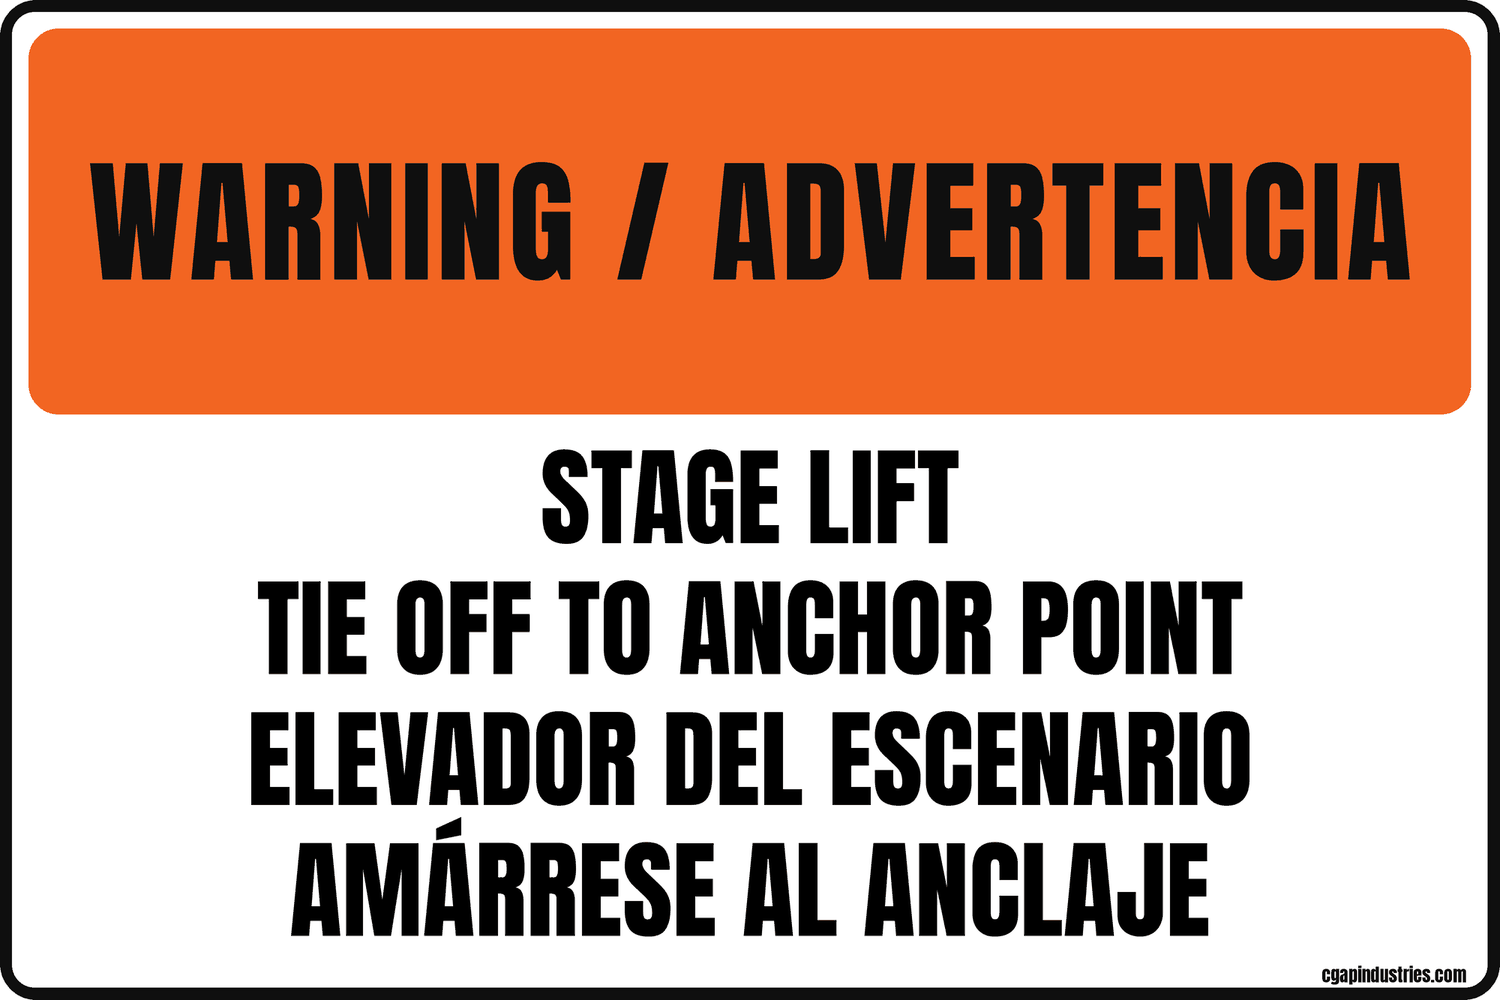 WARNING / ADVERTENCIA
STAGE LIFT
TIE OFF TO ANCHOR POINT
ELEVADOR DEL ESCENARIO
AMÁRRESE AL ANCLAJE
cgapindustries.com